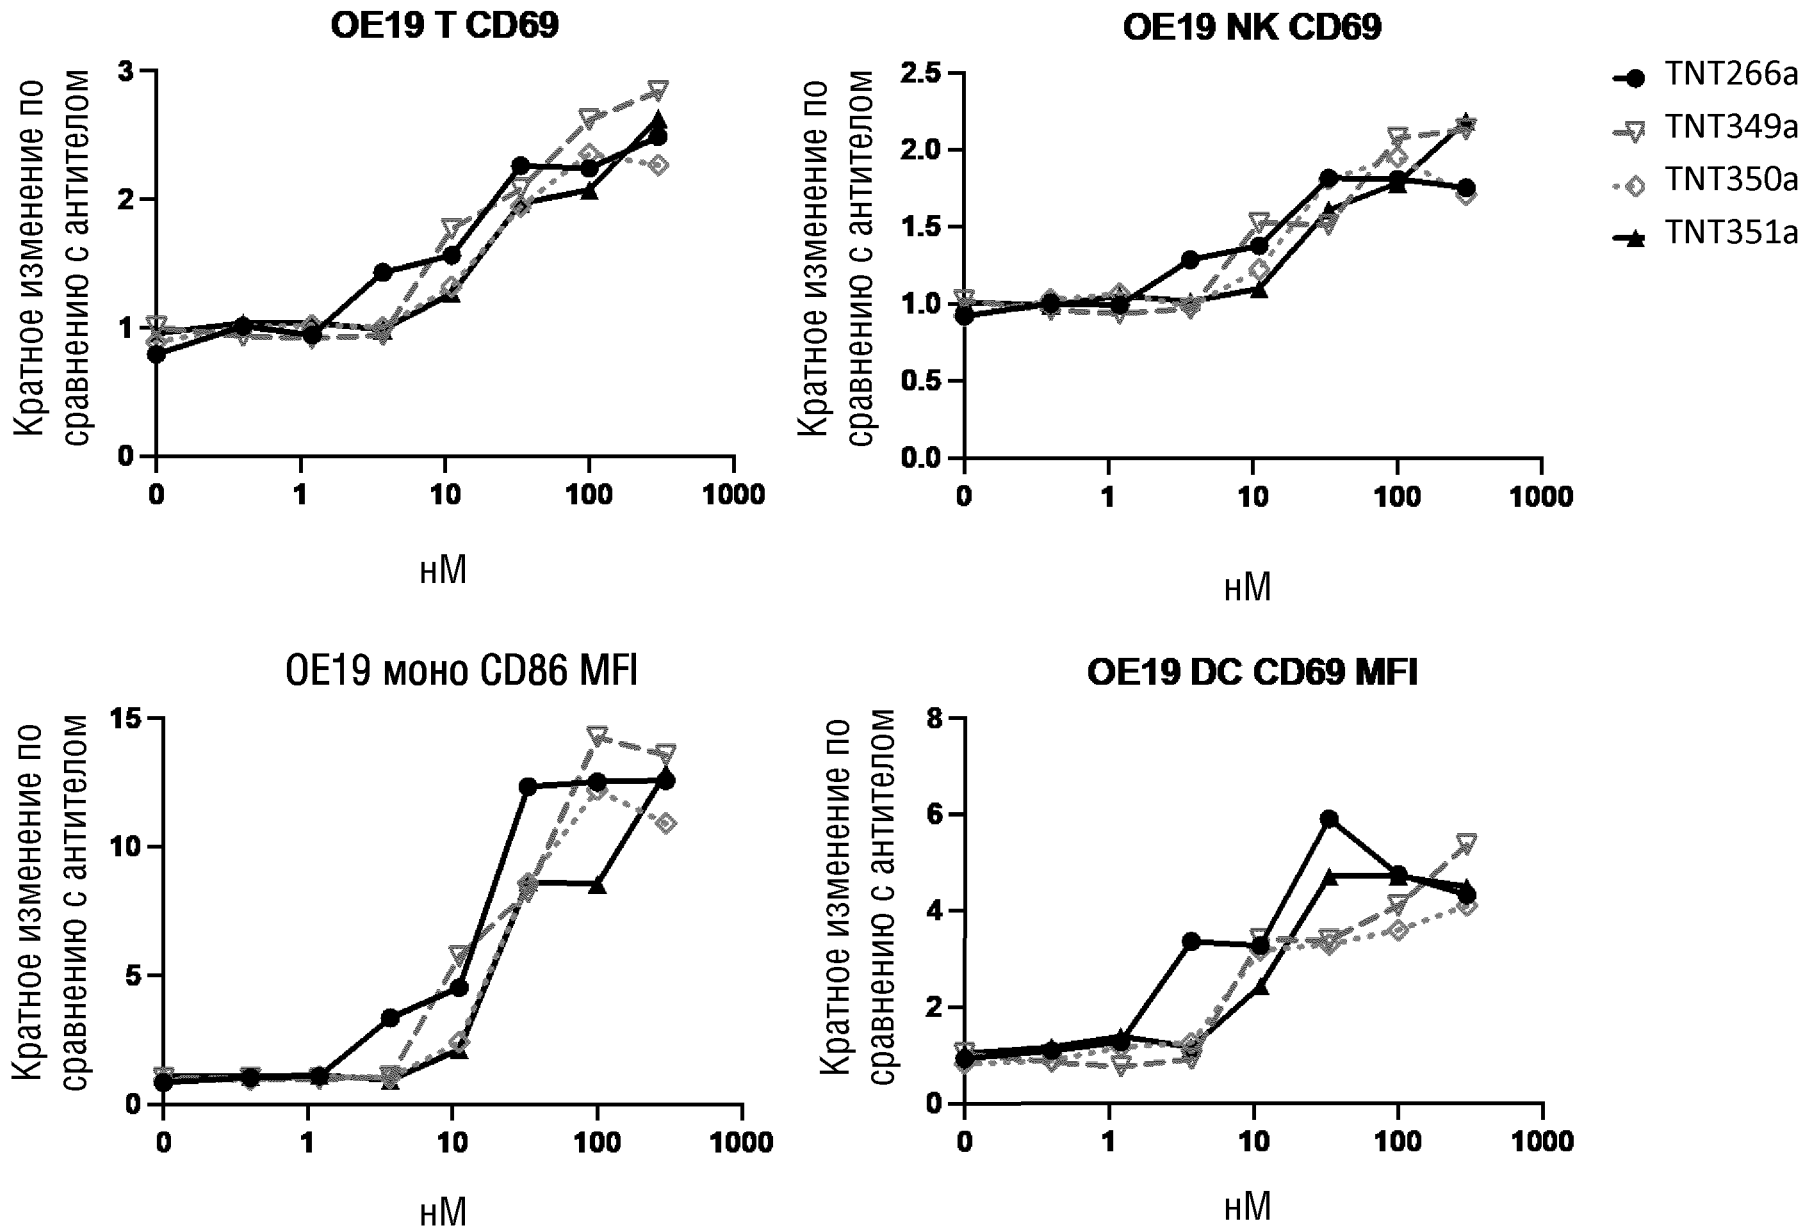 OE19 T CD69
Кратное изменение по
сравнению с антителом
3
2
1
0
0 1 10 100 1000
нМ
OE19 NK CD69
Кратное изменение по
сравнению с антителом
2.5
2.0
1.5
1.0
0.5
0.0
0 1 10 100 1000
нМ
TNT266a
TNT349a
TNT350a
TNT351a
OE19 моно CD86 MFI
Кратное изменение по
сравнению с антителом
15
10
5
0
0 1 10 100 1000
нМ
OE19 DC CD69 MFI
Кратное изменение по
сравнению с антителом
8
6
4
2
0
0 1 10 100 1000
нМ